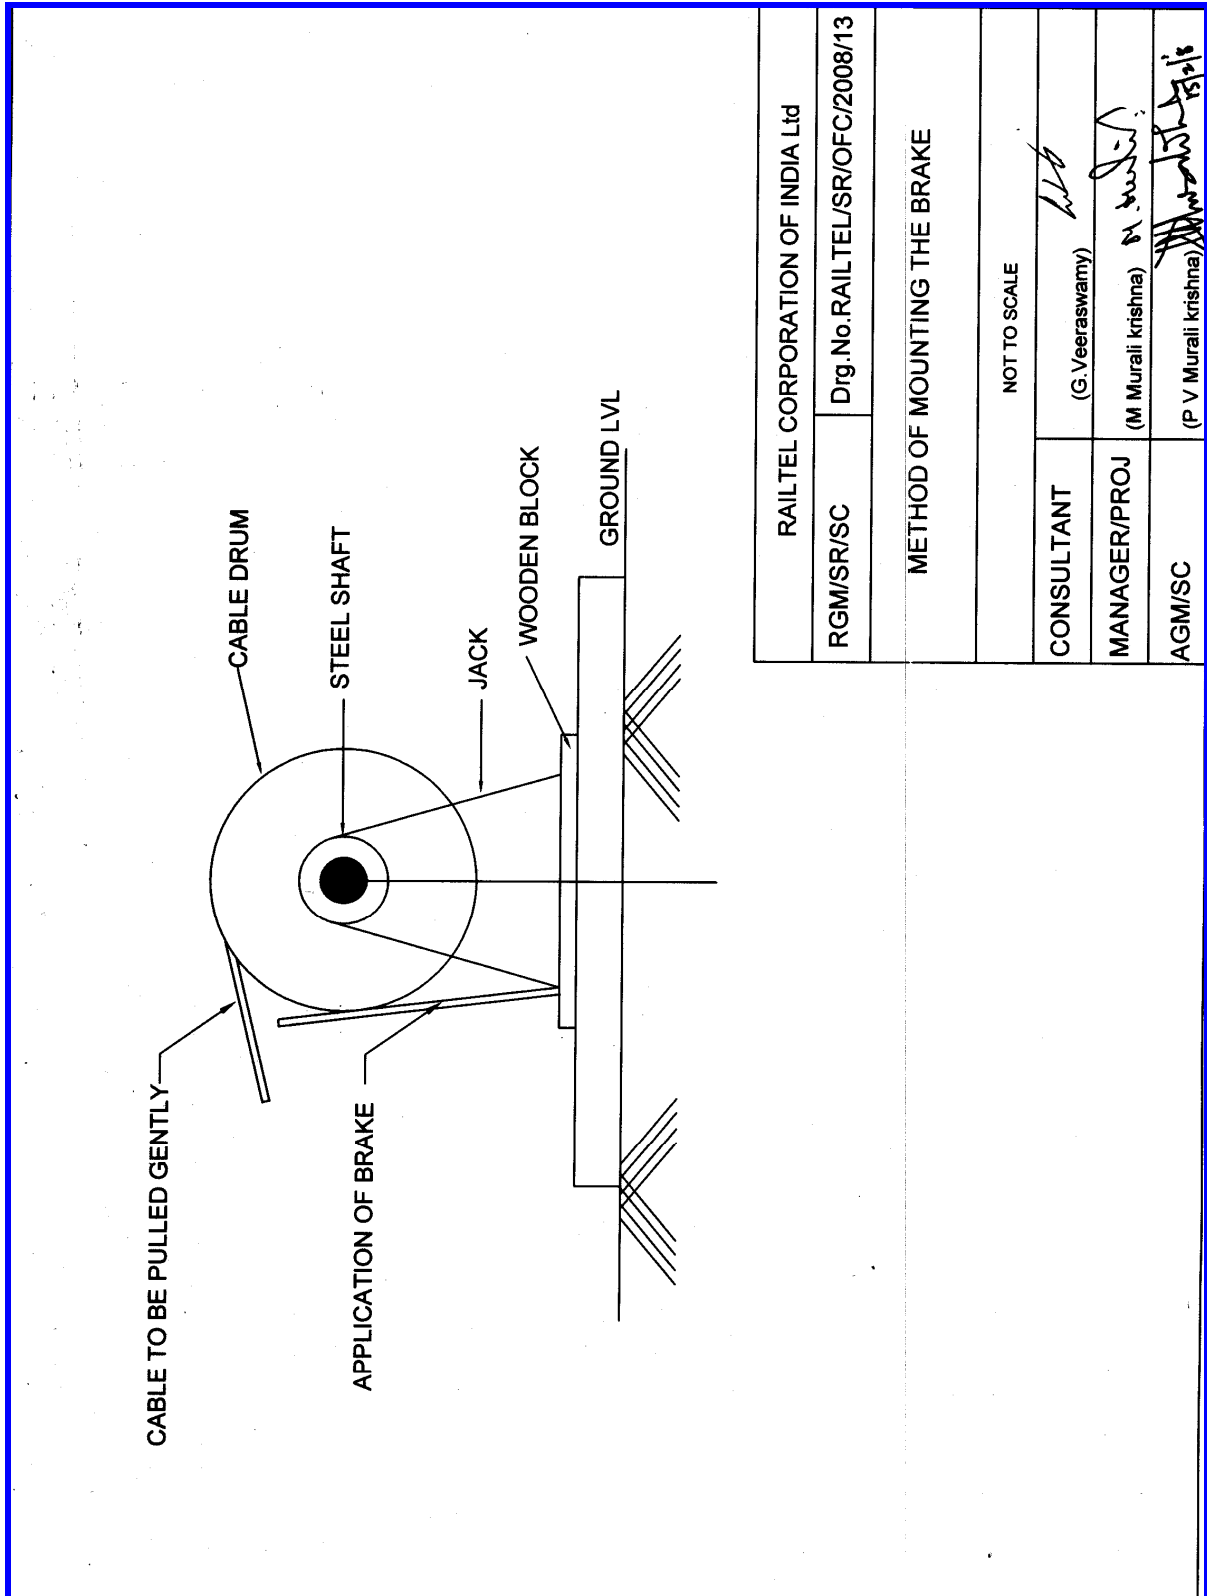 CABLE TO BE PULLED GENTLY
CABLE DRUM
APPLICATION OF BRAKE
STEEL SHAFT
JACK
WOODEN BLOCK
GROUND LVL
RAILTEL CORPORATION OF INDIA Ltd
RGM/SR/SC Drg.No.RAILTEL/SR/OFC/2008/13
METHOD OF MOUNTING THE BRAKE
NOT TO SCALE
CONSULTANT (G.Veeraswamy)
MANAGER/PROJ (M Murali krishna)
AGM/SC (P V Murali krishna)